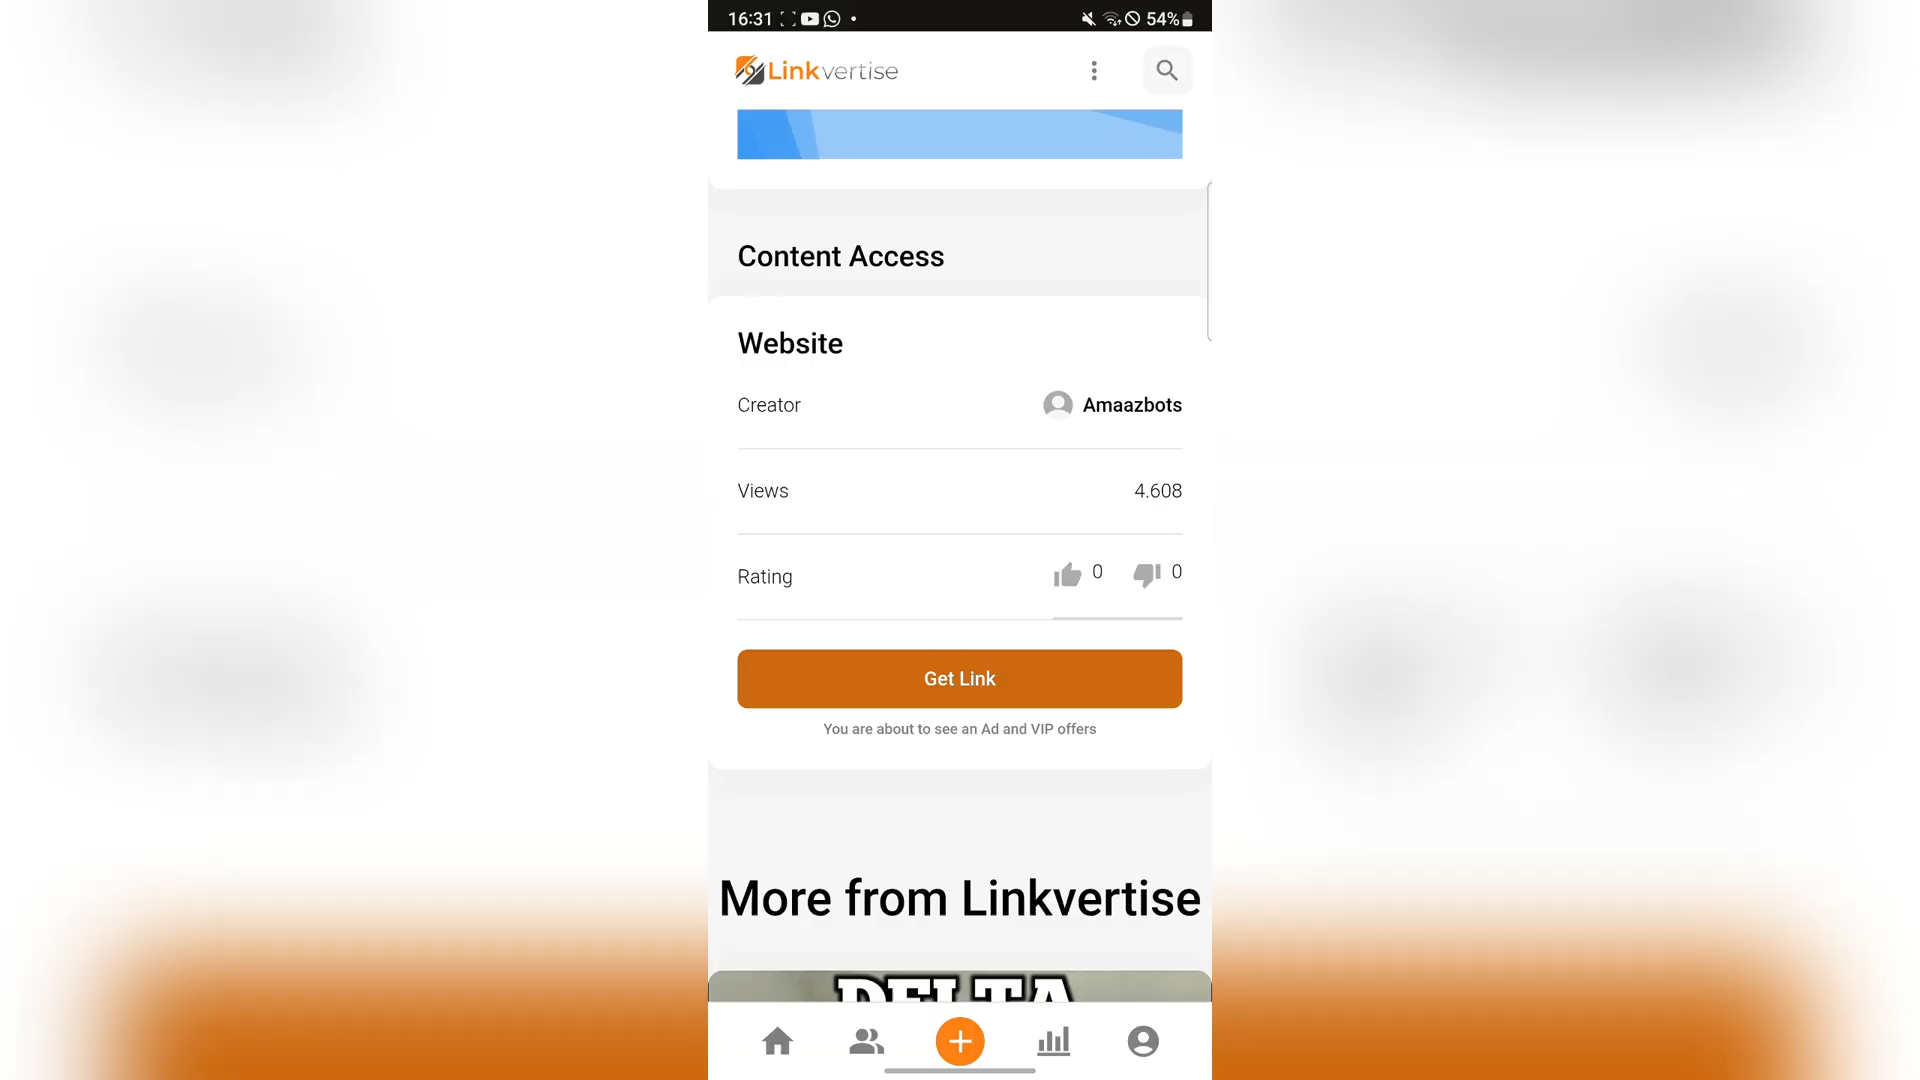 16:31
54%
Linkvertise
Content Access
Website
Creator
Amaazbots
Views
4.608
Rating
0
0
Get Link
You are about to see an Ad and VIP offers
More from Linkvertise
DELTA